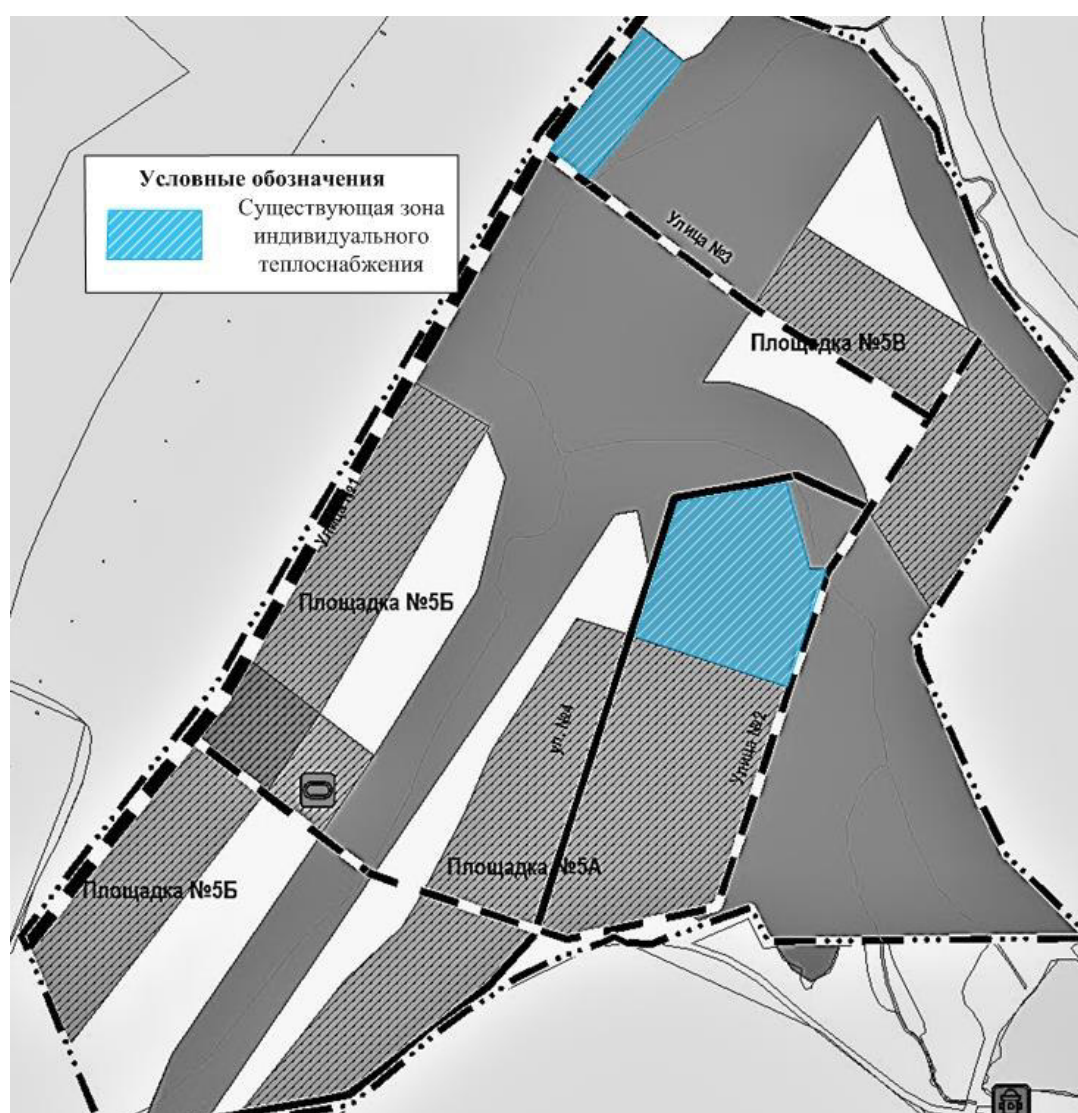 Условные обозначения
Существующая зона
индивидуального
теплоснабжения
Улица №3
Площадка №5В
Улица №1
Площадка №5Б
ул. №4
Улица №2
Площадка №5А
Площадка №5Б